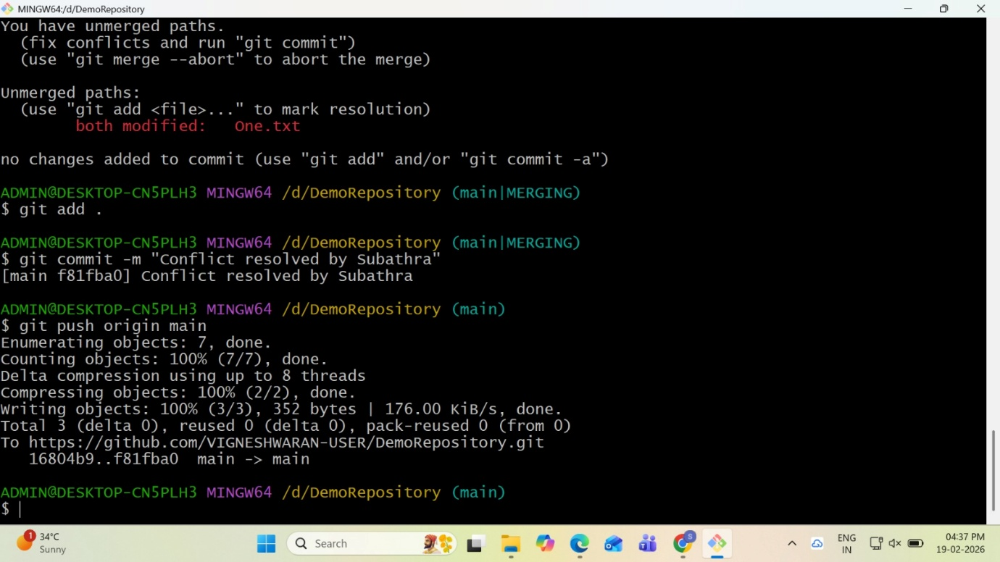 MINGW64:/d/DemoRepository
You have unmerged paths.
(fix conflicts and run "git commit")
(use "git merge --abort" to abort the merge)
Unmerged paths:
(use "git add <file>..." to mark resolution)
both modified: One.txt
no changes added to commit (use "git add" and/or "git commit -a")
ADMIN@DESKTOP-CN5PLH3 MINGW64 /d/DemoRepository (main|MERGING)
$ git add .
ADMIN@DESKTOP-CN5PLH3 MINGW64 /d/DemoRepository (main|MERGING)
$ git commit -m "Conflict resolved by Subathra"
[main f81fba0] Conflict resolved by Subathra
ADMIN@DESKTOP-CN5PLH3 MINGW64 /d/DemoRepository (main)
$ git push origin main
Enumerating objects: 7, done.
Counting objects: 100% (7/7), done.
Delta compression using up to 8 threads
Compressing objects: 100% (2/2), done.
Writing objects: 100% (3/3), 352 bytes | 176.00 KiB/s, done.
Total 3 (delta 0), reused 0 (delta 0), pack-reused 0 (from 0)
To https://github.com/VIGNESHWARAN-USER/DemoRepository.git
16804b9..f81fba0 main -> main
ADMIN@DESKTOP-CN5PLH3 MINGW64 /d/DemoRepository (main)
$
1
34°C
Sunny
Search
S
ENG
IN
04:37 PM
19-02-2026